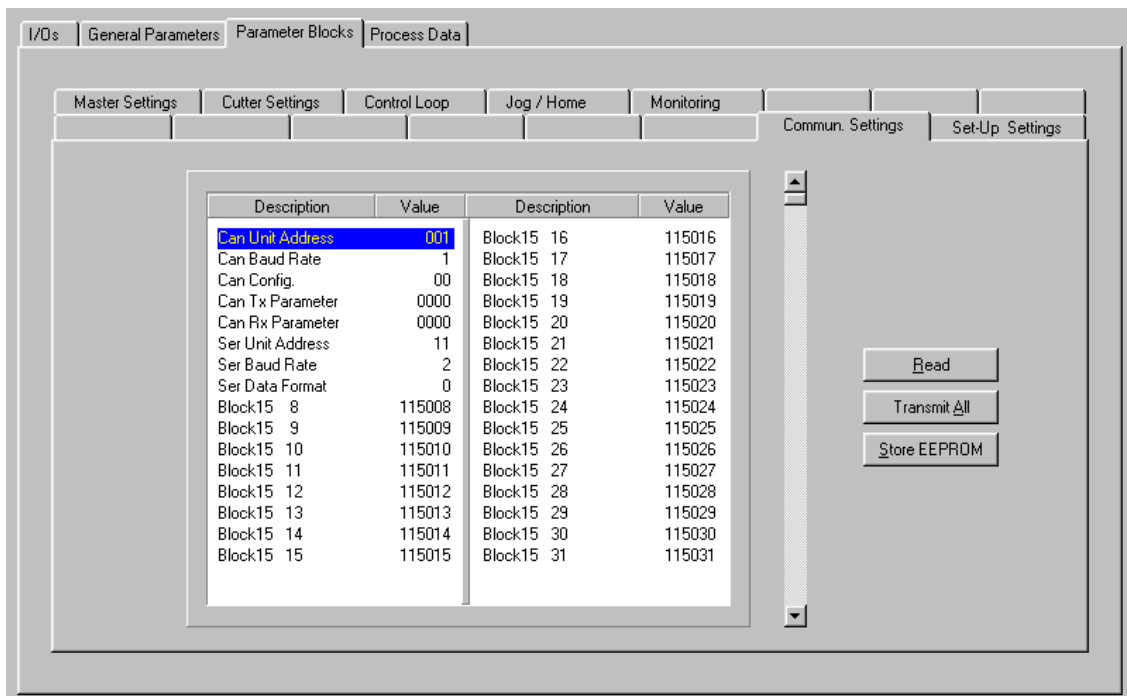 I/Os General Parameters Parameter Blocks Process Data
Master Settings Cutter Settings Control Loop Jog / Home Monitoring
Commun. Settings Set-Up Settings
Description Value Description Value
Can Unit Address 001 Block15 16 115016
Can Baud Rate 1 Block15 17 115017
Can Config. 00 Block15 18 115018
Can Tx Parameter 0000 Block15 19 115019
Can Rx Parameter 0000 Block15 20 115020
Ser Unit Address 11 Block15 21 115021
Ser Baud Rate 2 Block15 22 115022
Ser Data Format 0 Block15 23 115023
Block15 8 115008 Block15 24 115024
Block15 9 115009 Block15 25 115025
Block15 10 115010 Block15 26 115026
Block15 11 115011 Block15 27 115027
Block15 12 115012 Block15 28 115028
Block15 13 115013 Block15 29 115029
Block15 14 115014 Block15 30 115030
Block15 15 115015 Block15 31 115031
Read
Transmit All
Store EEPROM